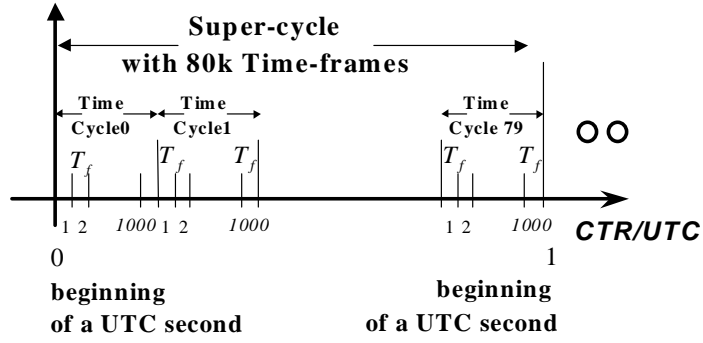 Super-cycle
with 80k Time-frames
Time Time Time
Cycle0 Cycle1 Cycle 79
T_f T_f T_f T_f T_f
1 2 1000 1 2 1000 1 2 1000 CTR/UTC
0 1
beginning beginning
of a UTC second of a UTC second